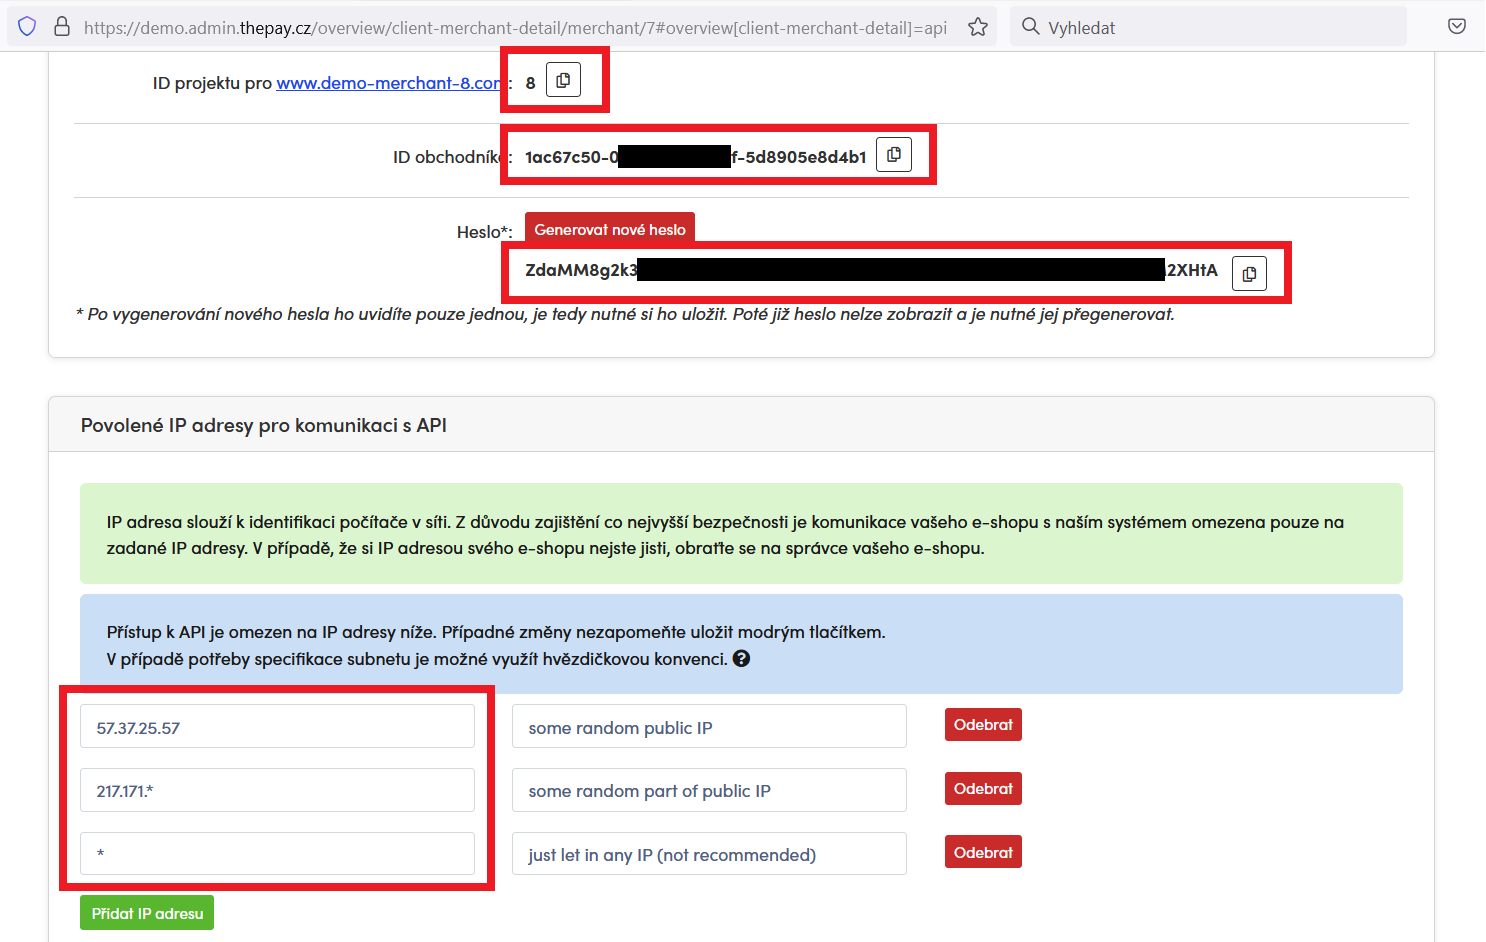 https://demo.admin.thepay.cz/overview/client-merchant-detail/merchant/7#overview[client-merchant-detail]=api
Vyhledat
ID projektu pro www.demo-merchant-8.com: 8
ID obchodníka: 1ac67c50-0 f-5d8905e8d4b1
Heslo*: Generovat nové heslo
ZdaMM8g2k3 2XHtA
* Po vygenerování nového hesla ho uvidíte pouze jednou, je tedy nutné si ho uložit. Poté již heslo nelze zobrazit a je nutné jej přegenerovat.
Povolené IP adresy pro komunikaci s API
IP adresa slouží k identifikaci počítače v síti. Z důvodu zajištění co nejvyšší bezpečnosti je komunikace vašeho e-shopu s naším systémem omezena pouze na
zadané IP adresy. V případě, že si IP adresou svého e-shopu nejste jisti, obraťte se na správce vašeho e-shopu.
Přístup k API je omezen na IP adresy níže. Případné změny nezapomeňte uložit modrým tlačítkem.
V případě potřeby specifikace subnetu je možné využít hvězdičkovou konvenci. ?
57.37.25.57 some random public IP Odebrat
217.171.* some random part of public IP Odebrat
* just let in any IP (not recommended) Odebrat
Přidat IP adresu